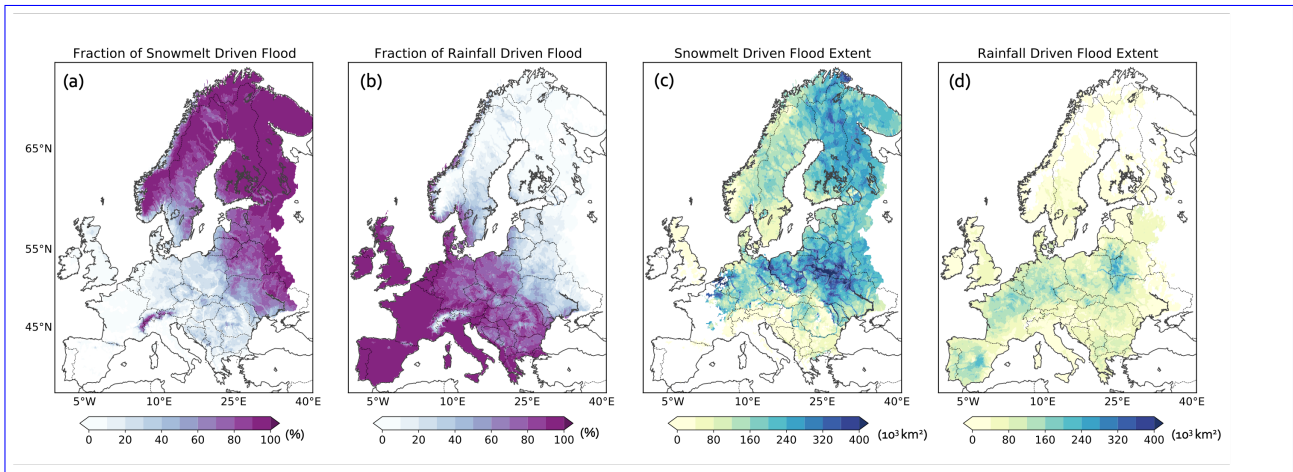 Fraction of Snowmelt Driven Flood
Fraction of Rainfall Driven Flood
Snowmelt Driven Flood Extent
Rainfall Driven Flood Extent
(a)
(b)
(c)
(d)
65°N
55°N
45°N
5°W 10°E 25°E 40°E
5°W 10°E 25°E 40°E
5°W 10°E 25°E 40°E
5°W 10°E 25°E 40°E
0 20 40 60 80 100 (%)
0 20 40 60 80 100 (%)
0 80 160 240 320 400 (10³ km²)
0 80 160 240 320 400 (10³ km²)